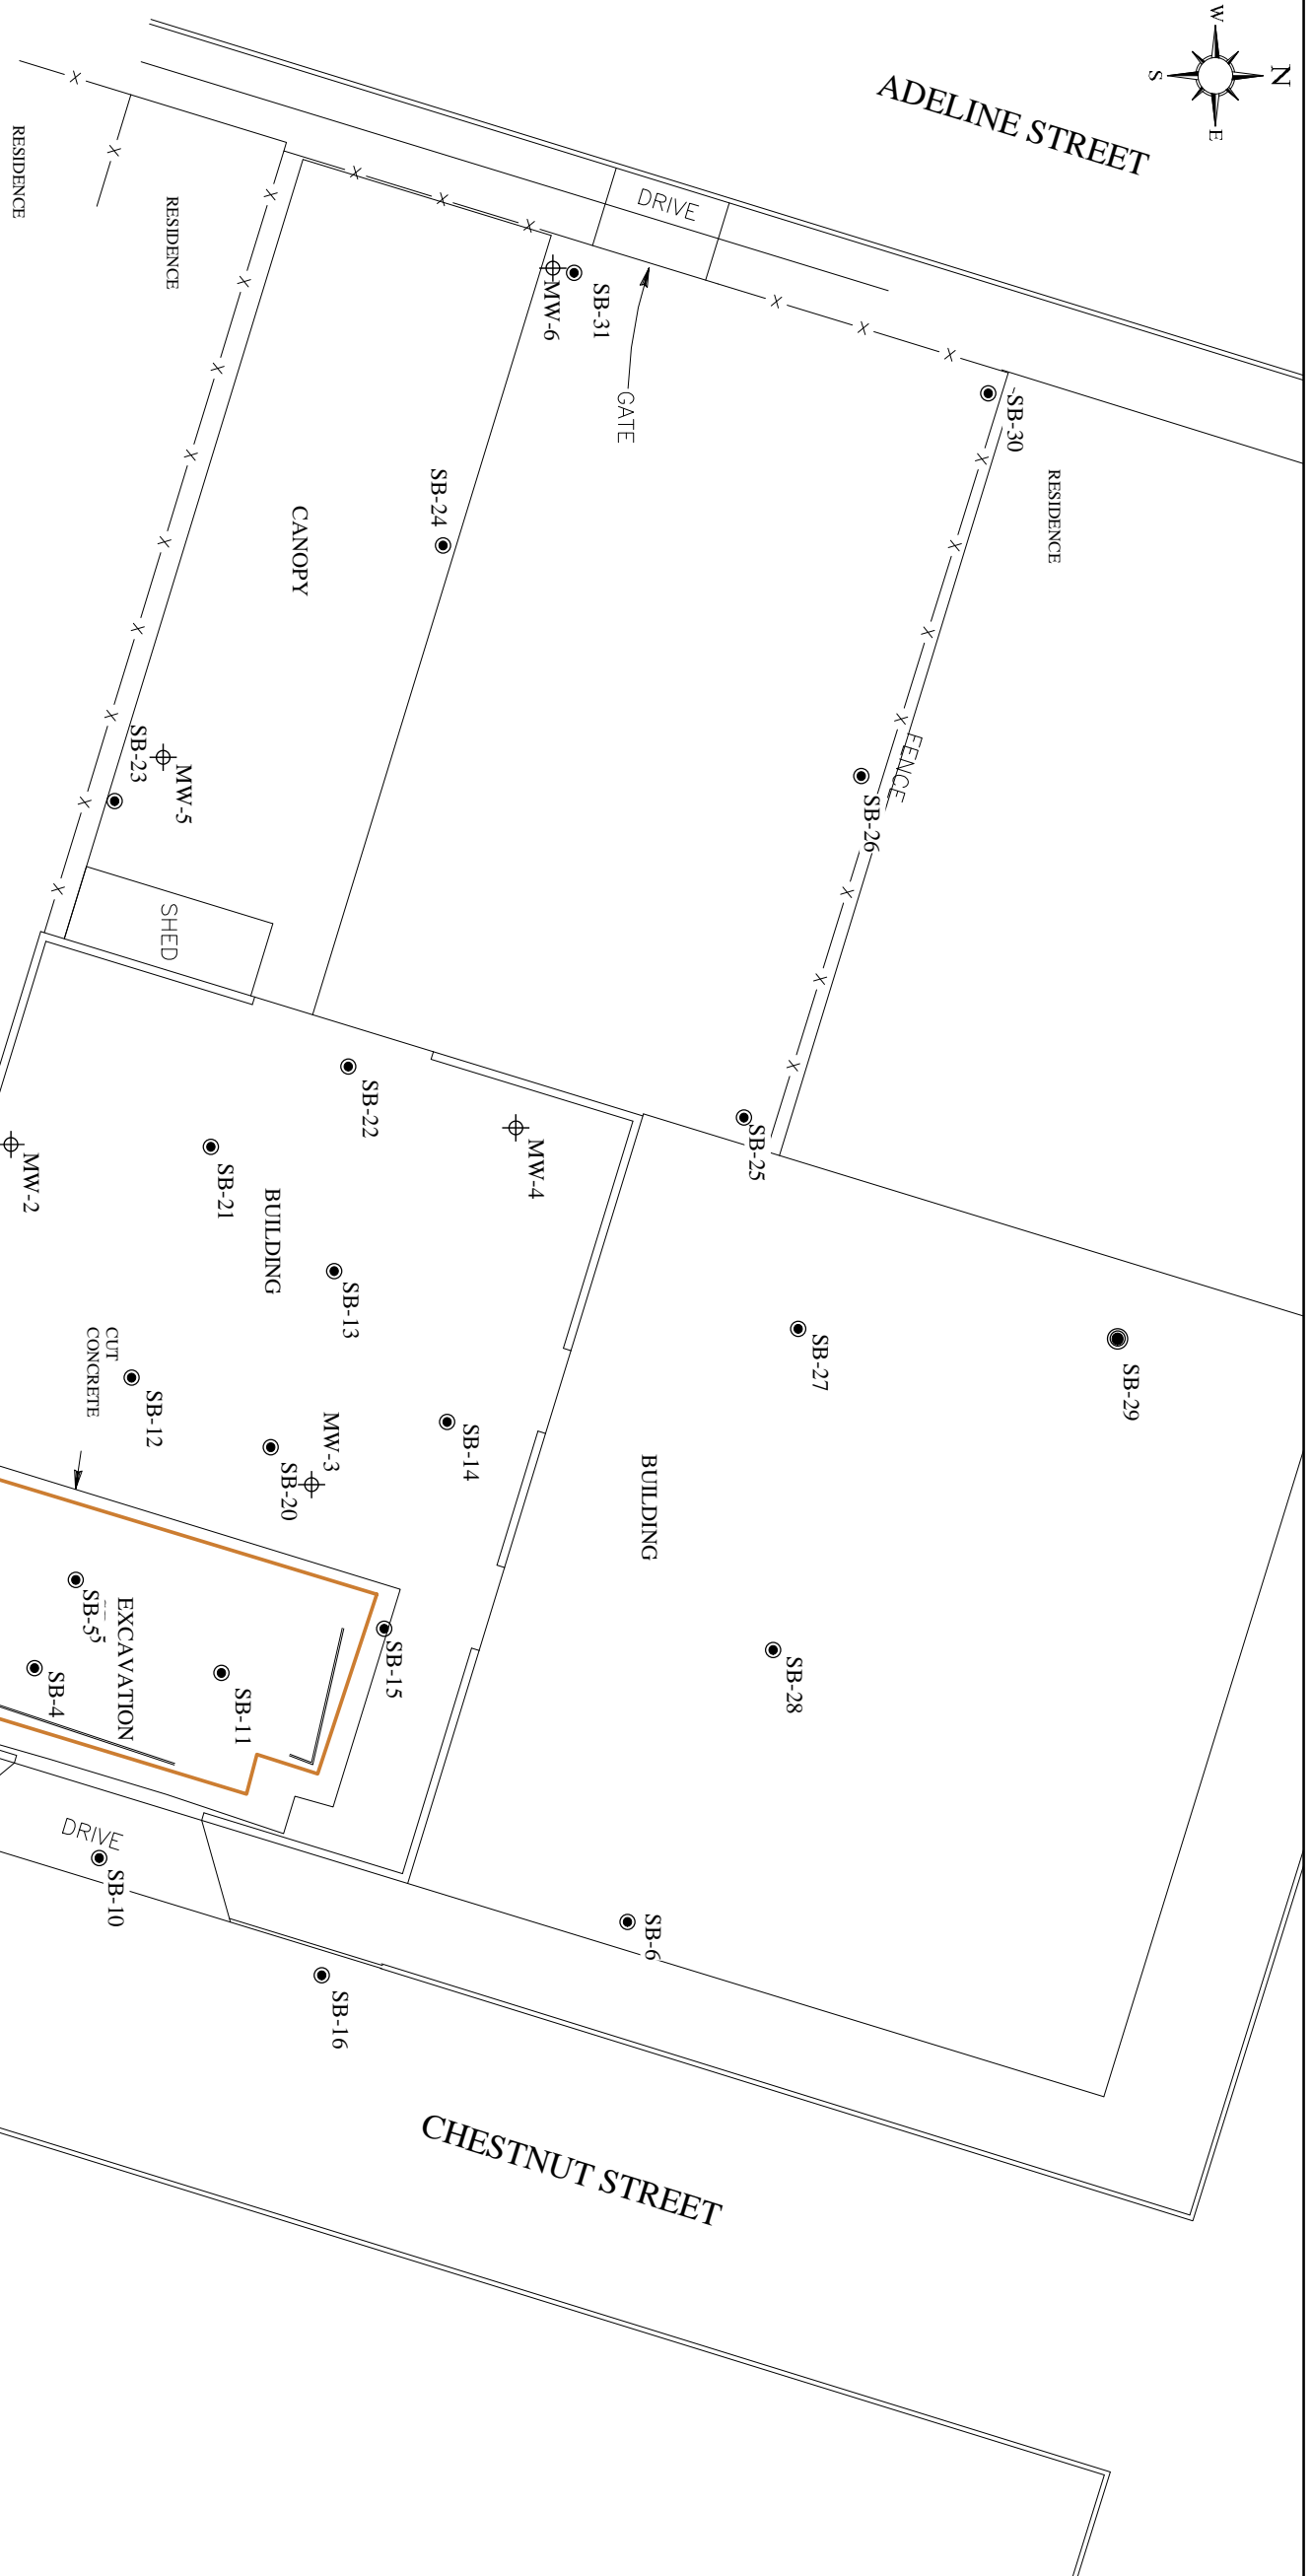 W
N
S
E
ADELINE STREET
RESIDENCE
RESIDENCE
DRIVE
SB-31
MW-6
GATE
SB-30
RESIDENCE
SB-24
CANOPY
FENCE
SB-26
SB-23
MW-5
SHED
SB-22
MW-4
SB-25
SB-21
MW-2
BUILDING
SB-13
SB-27
SB-29
CUT
CONCRETE
SB-12
MW-3
SB-20
SB-14
BUILDING
SB-5
EXCAVATION
SB-15
SB-4
SB-11
SB-28
DRIVE
SB-10
SB-6
SB-16
CHESTNUT STREET